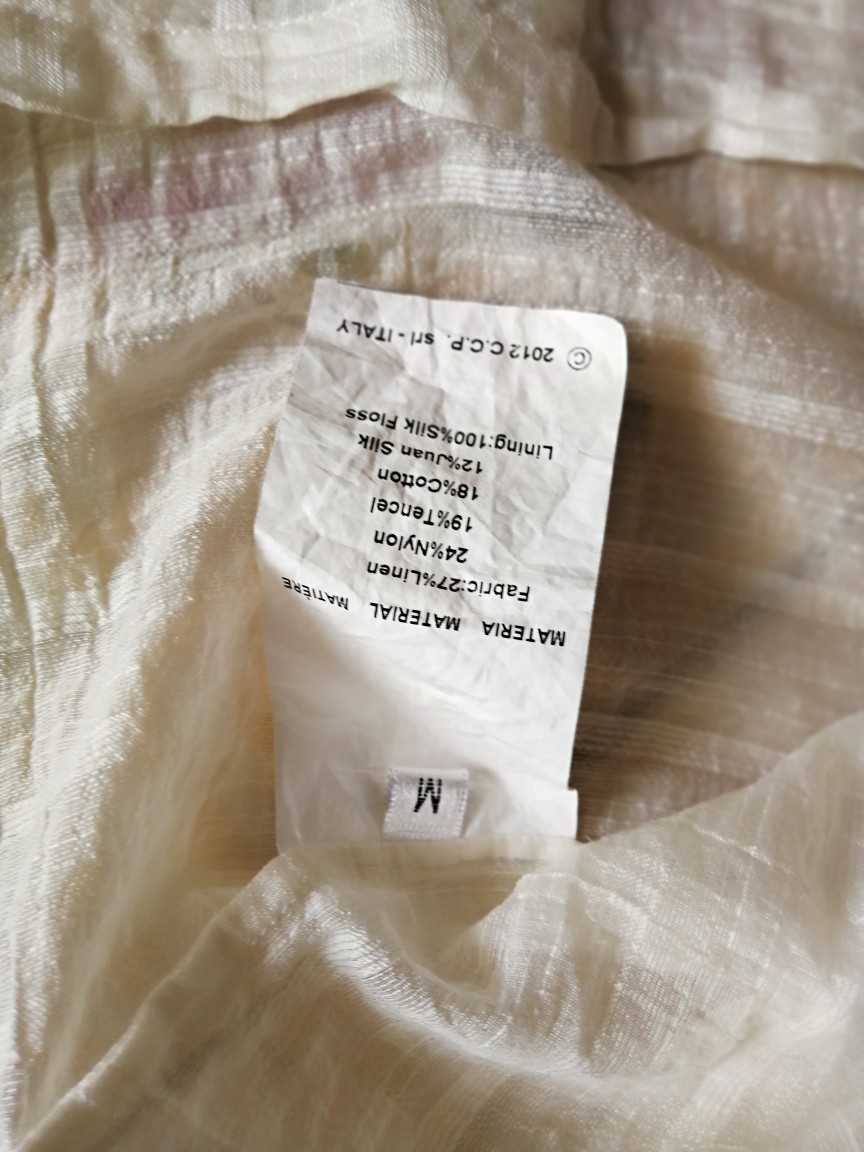 M
MATERIA MATERIAL MATIÈRE
Fabric:27%Linen
24%Nylon
19%Tencel
18%Cotton
12%Juan Silk
Lining:100%Silk Floss
© 2012 C.C.P. srl - ITALY